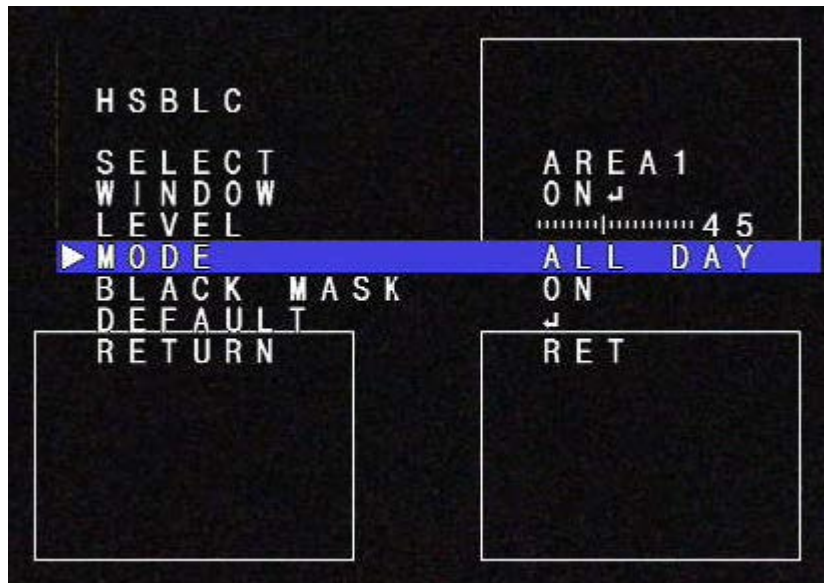 HSBLC
SELECT AREA1
WINDOW ON↵
LEVEL 45
MODE ALL DAY
BLACK MASK ON
DEFAULT ↵
RETURN RET